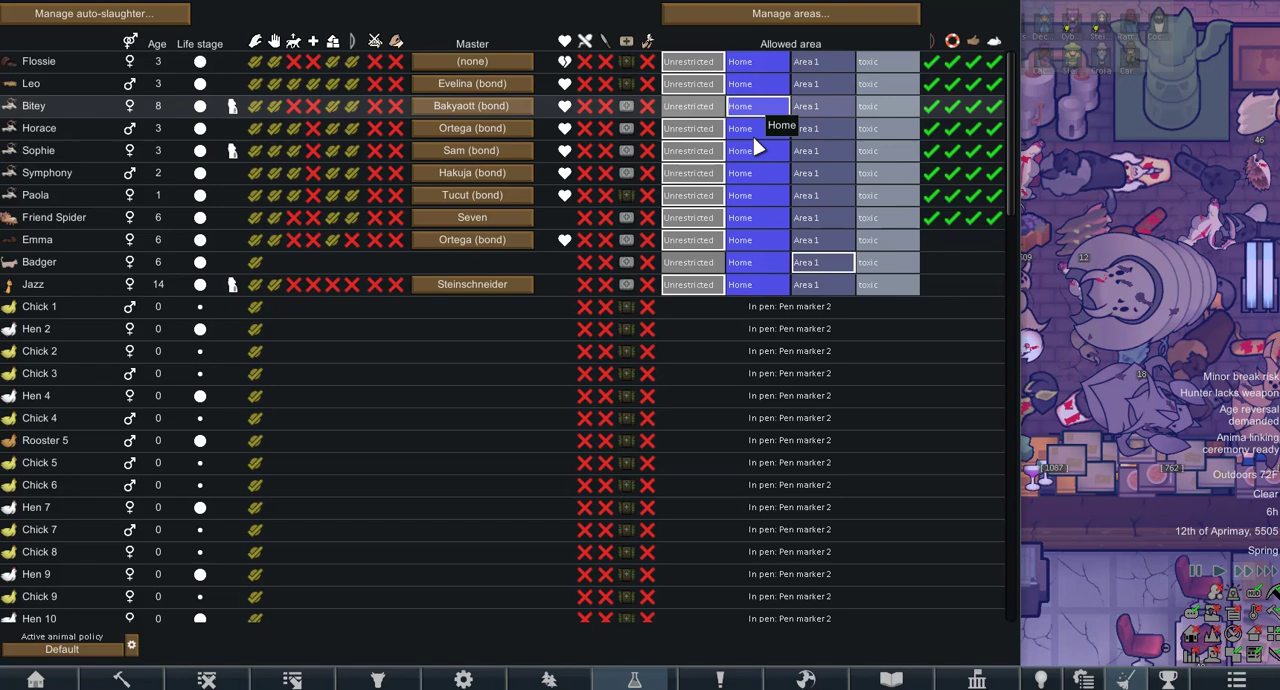 Manage auto-slaughter...
Manage areas...
Age Life stage Master Allowed area
Flossie 3 (none) Unrestricted Home Area 1 toxic
Leo 3 Evelina (bond) Unrestricted Home Area 1 toxic
Bitey 8 Bakyaott (bond) Unrestricted Home Area 1 toxic
Horace 3 Ortega (bond) Unrestricted Home Home a 1 toxic
Sophie 3 Sam (bond) Unrestricted Home Area 1 toxic
Symphony 2 Hakuja (bond) Unrestricted Home Area 1 toxic
Paola 1 Tucut (bond) Unrestricted Home Area 1 toxic
Friend Spider 6 Seven Unrestricted Home Area 1 toxic
Emma 6 Ortega (bond) Unrestricted Home Area 1 toxic
Badger 6 Unrestricted Home Area 1 toxic
Jazz 14 Steinschneider Unrestricted Home Area 1 toxic
Chick 1 0 In pen: Pen marker 2
Hen 2 0 In pen: Pen marker 2
Chick 2 0 In pen: Pen marker 2
Chick 3 0 In pen: Pen marker 2
Hen 4 0 In pen: Pen marker 2
Chick 4 0 In pen: Pen marker 2
Rooster 5 0 In pen: Pen marker 2
Chick 5 0 In pen: Pen marker 2
Chick 6 0 In pen: Pen marker 2
Hen 7 0 In pen: Pen marker 2
Chick 7 0 In pen: Pen marker 2
Chick 8 0 In pen: Pen marker 2
Hen 9 0 In pen: Pen marker 2
Chick 9 0 In pen: Pen marker 2
Hen 10 0 In pen: Pen marker 2
Active animal policy
Default
46
12
18
[ 1087 ]
[ 762 ]
Minor break risk
Hunter lacks weapon
Age reversal
demanded
Anima linking
ceremony ready
Outdoors 72F
Clear
6h
12th of Aprimay, 5505
Spring